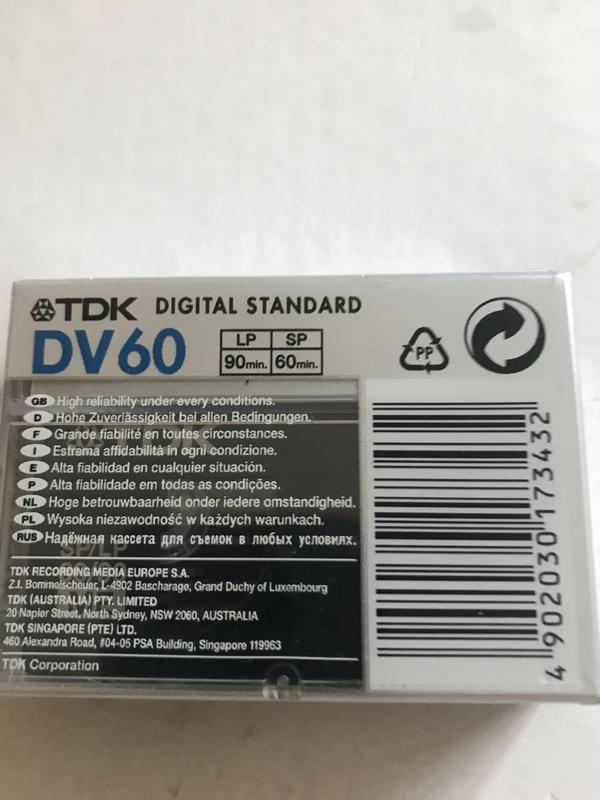 TDK DIGITAL STANDARD
DV60
LP SP
90min. 60min.
PP
GB High reliability under every conditions.
D Hohe Zuverlässigkeit bei allen Bedingungen.
F Grande fiabilité en toutes circonstances.
I Estrema affidabilità in ogni condizione.
E Alta fiabilidad en cualquier situación.
P Alta fiabilidade em todas as condições.
NL Hoge betrouwbaarheid onder iedere omstandigheid.
PL Wysoka niezawodność w każdych warunkach.
RUS Надёжная кассета для съемок в любых условиях.
SP/LP
TDK RECORDING MEDIA EUROPE S.A.
Z.I. Bommelscheuer, L-4902 Bascharage, Grand Duchy of Luxembourg
TDK (AUSTRALIA) PTY. LIMITED
20 Napier Street, North Sydney, NSW 2060, AUSTRALIA
TDK SINGAPORE (PTE) LTD.
460 Alexandra Road, #04-05 PSA Building, Singapore 119963
TDK Corporation
4 902030 173432